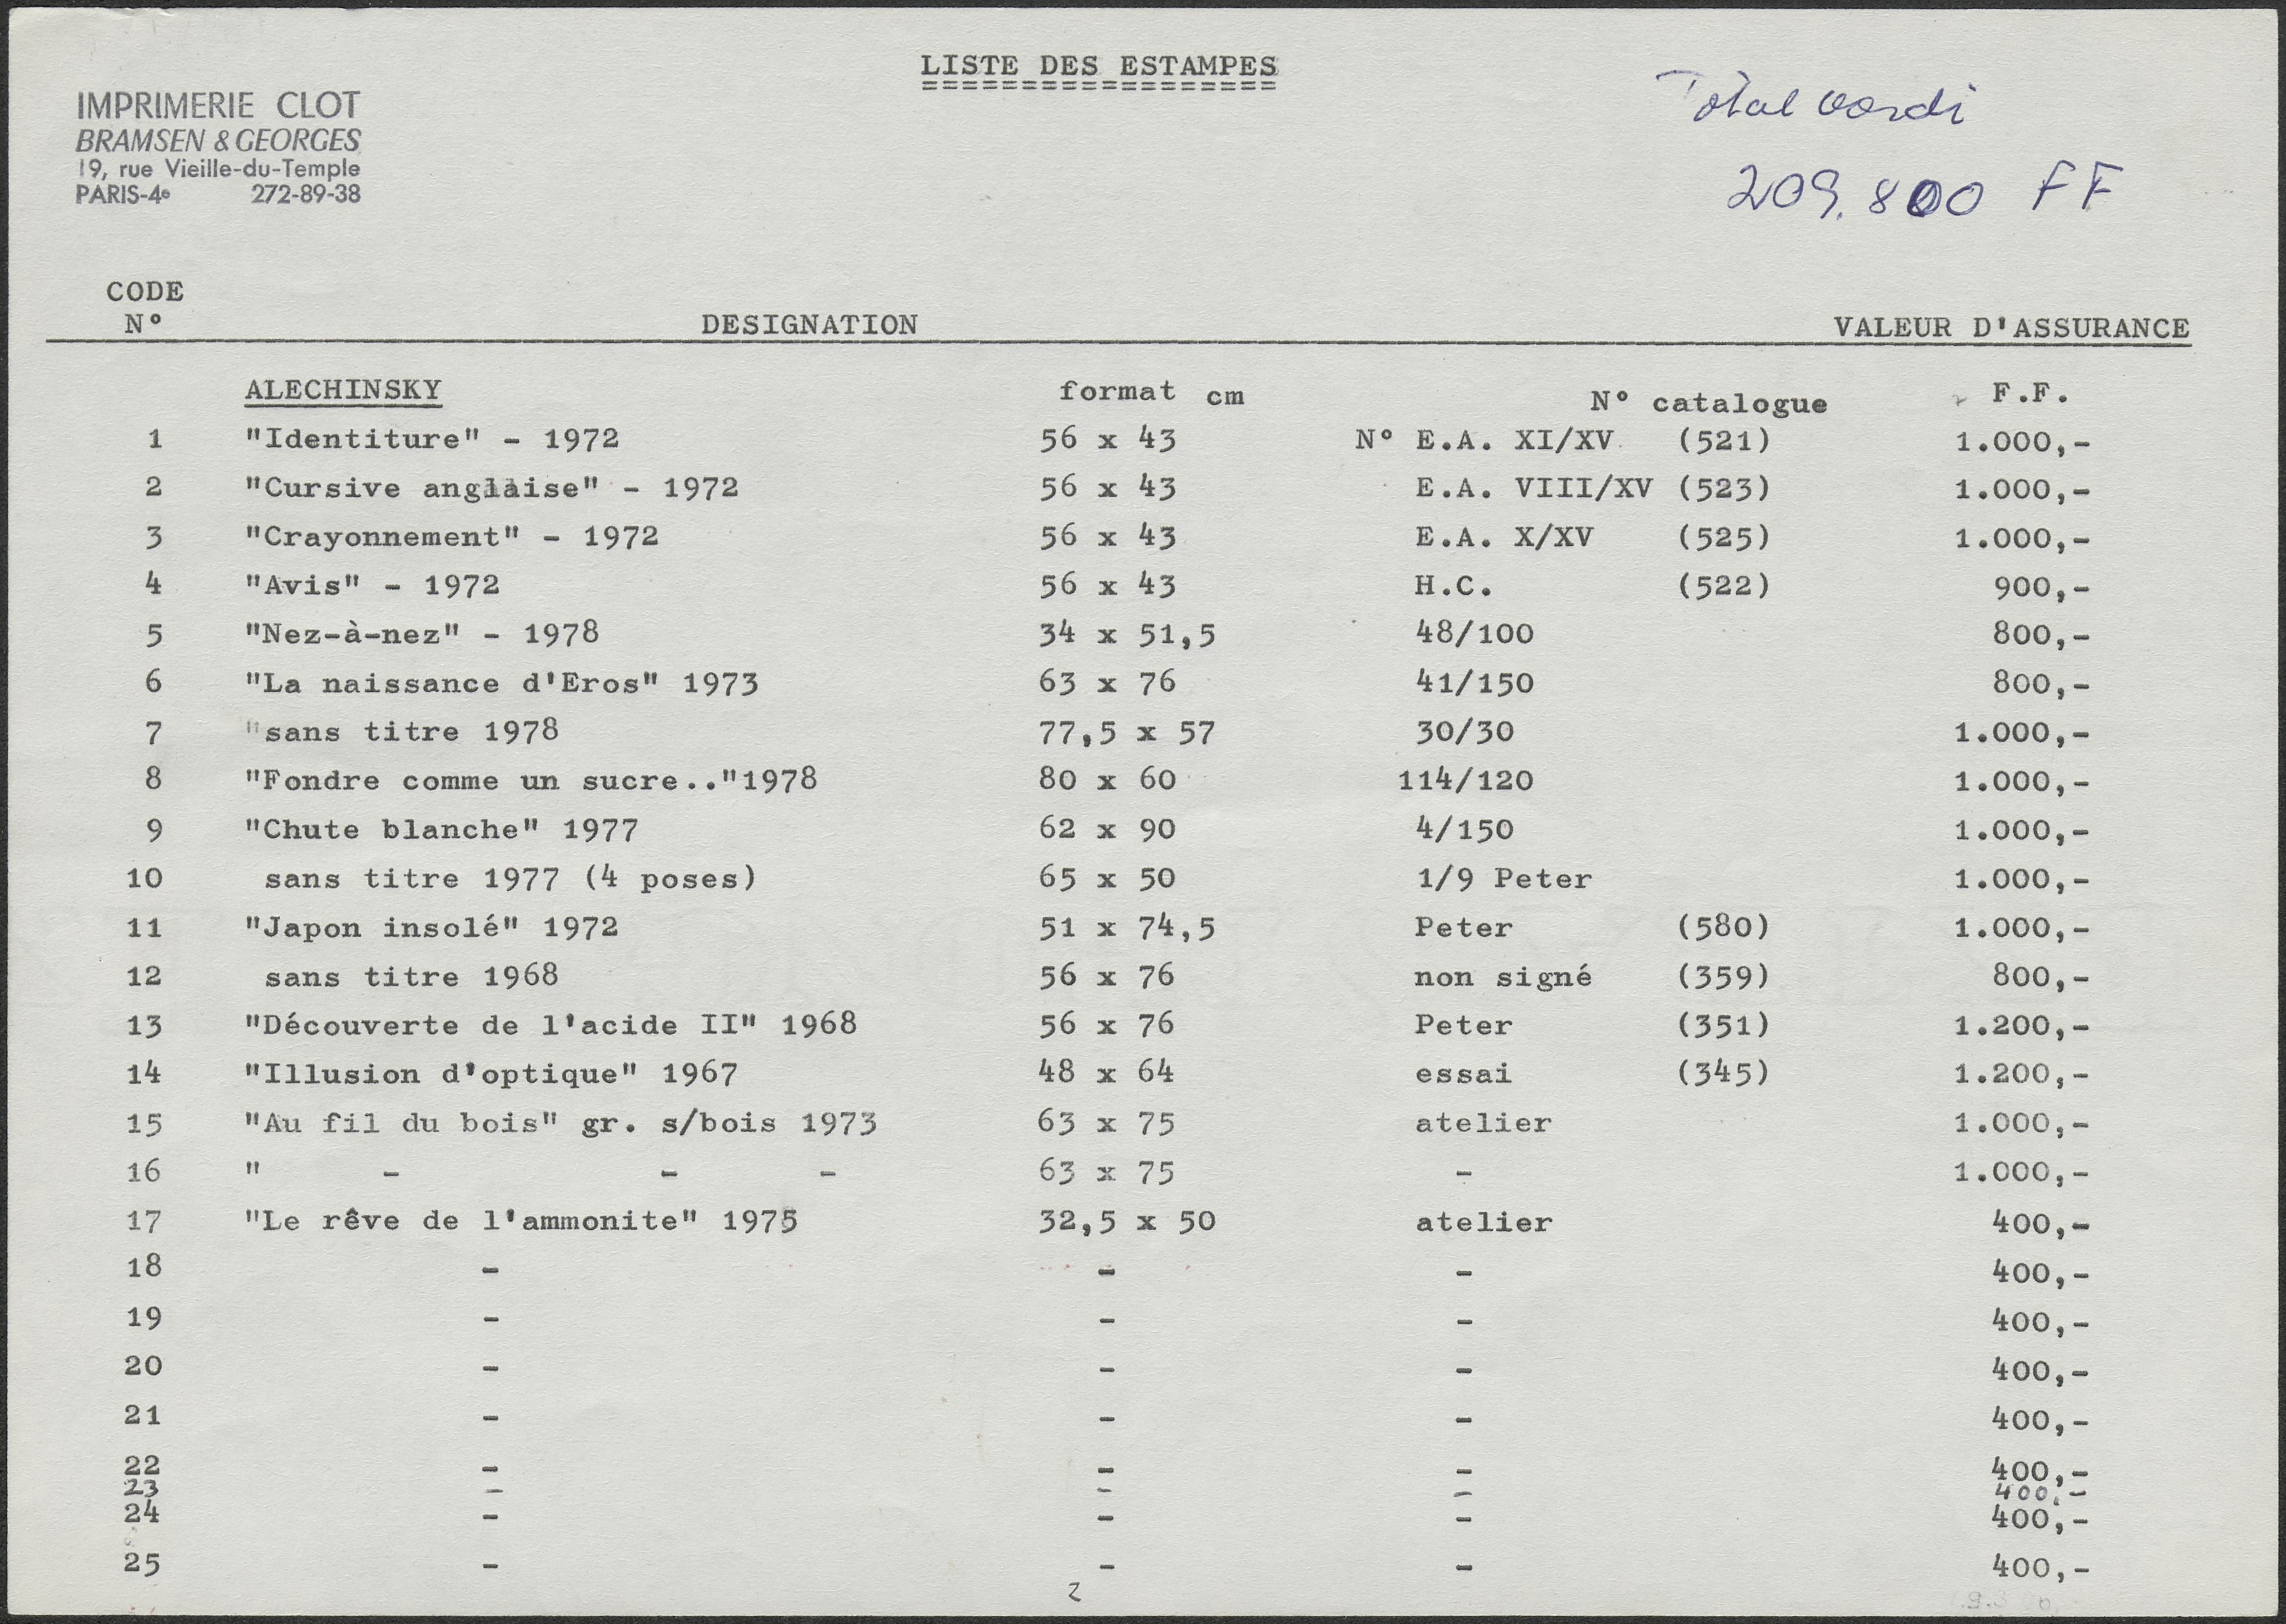 LISTE DES ESTAMPES
==================
IMPRIMERIE CLOT
BRAMSEN & GEORGES
19, rue Vieille-du-Temple
PARIS-4e 272-89-38
Total værdi
209.800 FF
CODE
N° DESIGNATION VALEUR D'ASSURANCE
ALECHINSKY format cm N° catalogue F.F.
1 "Identiture" - 1972 56 x 43 N° E.A. XI/XV (521) 1.000,-
2 "Cursive anglaise" - 1972 56 x 43 E.A. VIII/XV (523) 1.000,-
3 "Crayonnement" - 1972 56 x 43 E.A. X/XV (525) 1.000,-
4 "Avis" - 1972 56 x 43 H.C. (522) 900,-
5 "Nez-à-nez" - 1978 34 x 51,5 48/100 800,-
6 "La naissance d'Eros" 1973 63 x 76 41/150 800,-
7 "sans titre 1978 77,5 x 57 30/30 1.000,-
8 "Fondre comme un sucre.."1978 80 x 60 114/120 1.000,-
9 "Chute blanche" 1977 62 x 90 4/150 1.000,-
10 sans titre 1977 (4 poses) 65 x 50 1/9 Peter 1.000,-
11 "Japon insolé" 1972 51 x 74,5 Peter (580) 1.000,-
12 sans titre 1968 56 x 76 non signé (359) 800,-
13 "Découverte de l'acide II" 1968 56 x 76 Peter (351) 1.200,-
14 "Illusion d'optique" 1967 48 x 64 essai (345) 1.200,-
15 "Au fil du bois" gr. s/bois 1973 63 x 75 atelier 1.000,-
16 " - - - 63 x 75 - 1.000,-
17 "Le rêve de l'ammonite" 1975 32,5 x 50 atelier 400,-
18 - - - 400,-
19 - - - 400,-
20 - - - 400,-
21 - - - 400,-
22 - - - 400,-
23 - - - 400,-
24 - - - 400,-
25 - - - 400,-